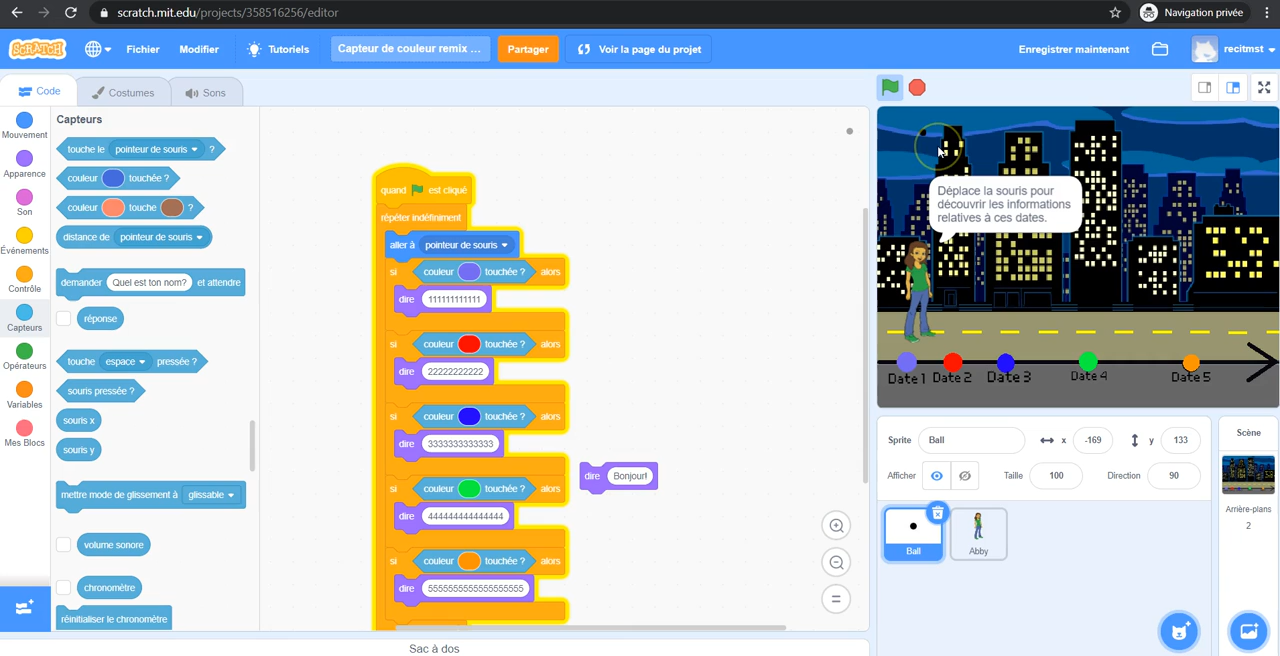 scratch.mit.edu/projects/358516256/editor
Navigation privée
SCRATCH
Fichier
Modifier
Tutoriels
Capteur de couleur remix ...
Partager
Voir la page du projet
Enregistrer maintenant
recitmst
Code
Costumes
Sons
Mouvement
Apparence
Son
Événements
Contrôle
Capteurs
Opérateurs
Variables
Mes Blocs
Capteurs
touche le pointeur de souris ?
couleur touchée ?
couleur touche ?
distance de pointeur de souris
demander Quel est ton nom? et attendre
réponse
touche espace pressée ?
souris pressée ?
souris x
souris y
mettre mode de glissement à glissable
volume sonore
chronomètre
réinitialiser le chronomètre
quand est cliqué
répéter indéfiniment
aller à pointeur de souris
si couleur touchée ? alors
dire 111111111111
si couleur touchée ? alors
dire 22222222222
si couleur touchée ? alors
dire 3333333333333
si couleur touchée ? alors
dire 444444444444444
si couleur touchée ? alors
dire 5555555555555555555
dire Bonjour!
Sac à dos
Déplace la souris pour
découvrir les informations
relatives à ces dates.
Date 1 Date 2 Date 3 Date 4 Date 5
Sprite Ball x -169 y 133
Afficher Taille 100 Direction 90
Ball
Abby
Scène
Arrière-plans
2